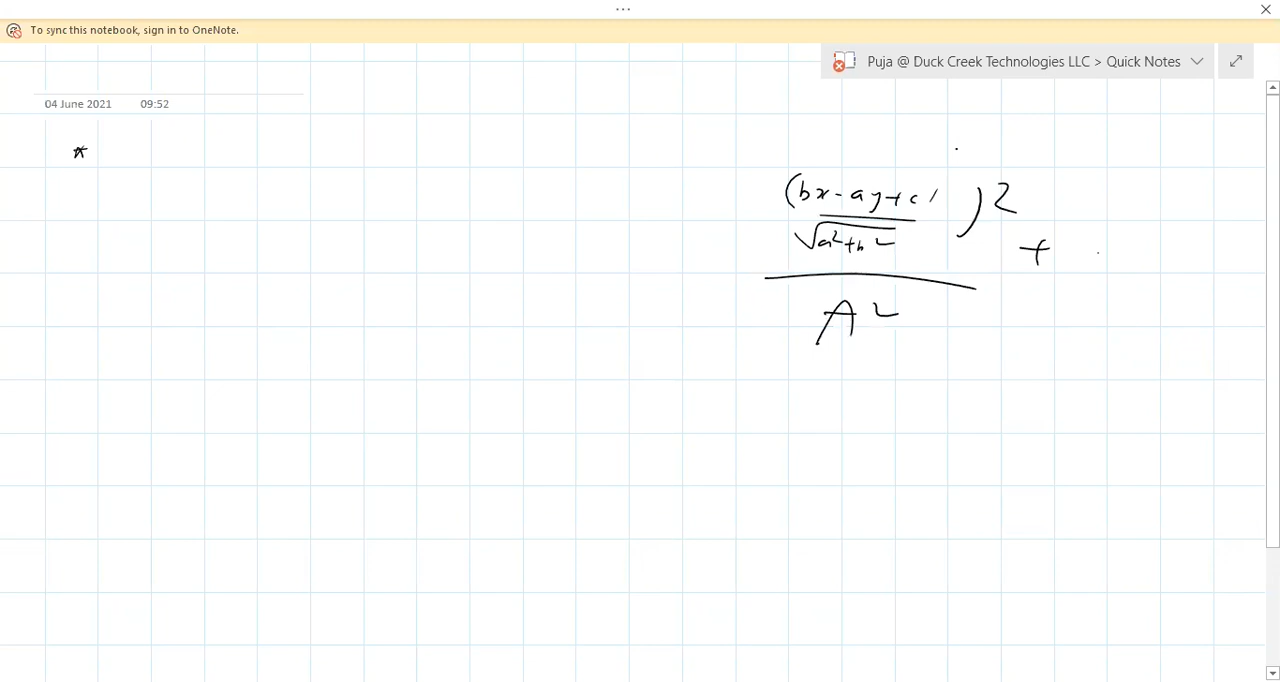 ...
To sync this notebook, sign in to OneNote.
Puja @ Duck Creek Technologies LLC > Quick Notes
04 June 2021 09:52
*
(bx-ay+c')²
√a²+b²
+
A²